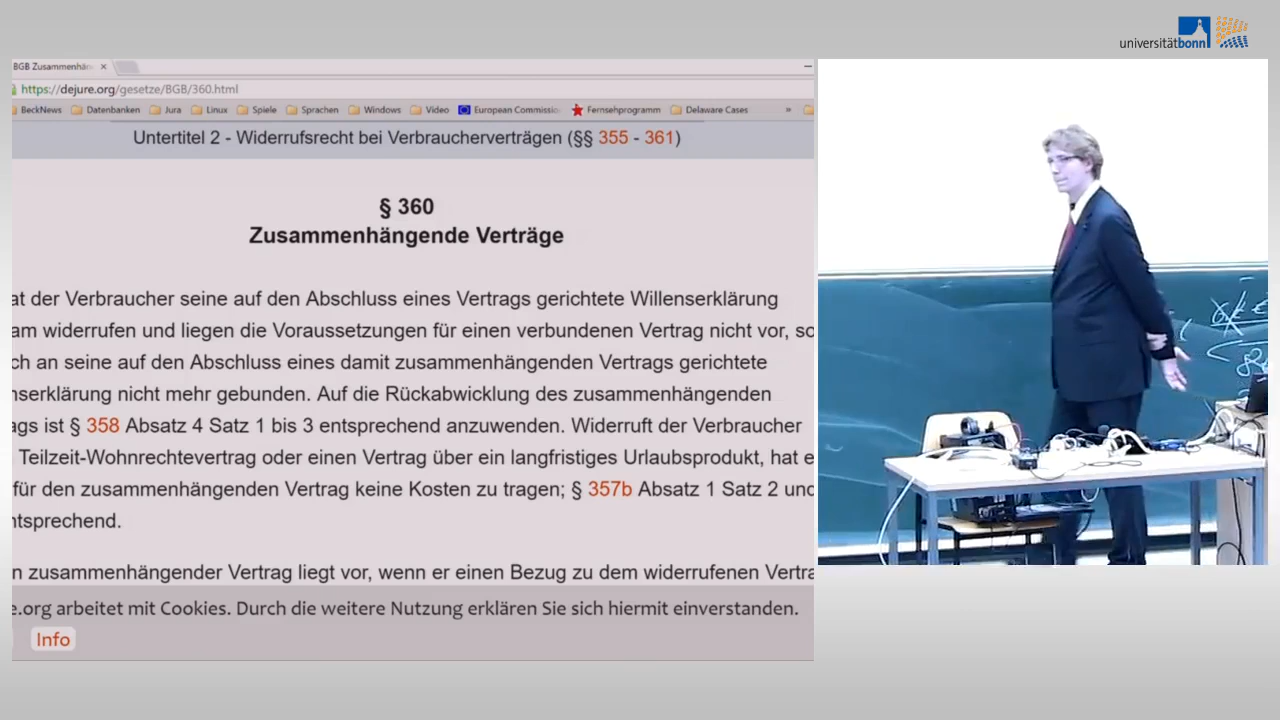 universitätbonn
BGB Zusammenhän
https://dejure.org/gesetze/BGB/360.html
BeckNews Datenbanken Jura Linux Spiele Sprachen Windows Video European Commissio Fernsehprogramm Delaware Cases »
Untertitel 2 - Widerrufsrecht bei Verbraucherverträgen (§§ 355 - 361)
§ 360
Zusammenhängende Verträge
at der Verbraucher seine auf den Abschluss eines Vertrags gerichtete Willenserklärung
am widerrufen und liegen die Voraussetzungen für einen verbundenen Vertrag nicht vor, so
ch an seine auf den Abschluss eines damit zusammenhängenden Vertrags gerichtete
nserklärung nicht mehr gebunden. Auf die Rückabwicklung des zusammenhängenden
ags ist § 358 Absatz 4 Satz 1 bis 3 entsprechend anzuwenden. Widerruft der Verbraucher
Teilzeit-Wohnrechtevertrag oder einen Vertrag über ein langfristiges Urlaubsprodukt, hat e
für den zusammenhängenden Vertrag keine Kosten zu tragen; § 357b Absatz 1 Satz 2 und
ntsprechend.
n zusammenhängender Vertrag liegt vor, wenn er einen Bezug zu dem widerrufenen Vertra
e.org arbeitet mit Cookies. Durch die weitere Nutzung erklären Sie sich hiermit einverstanden.
Info